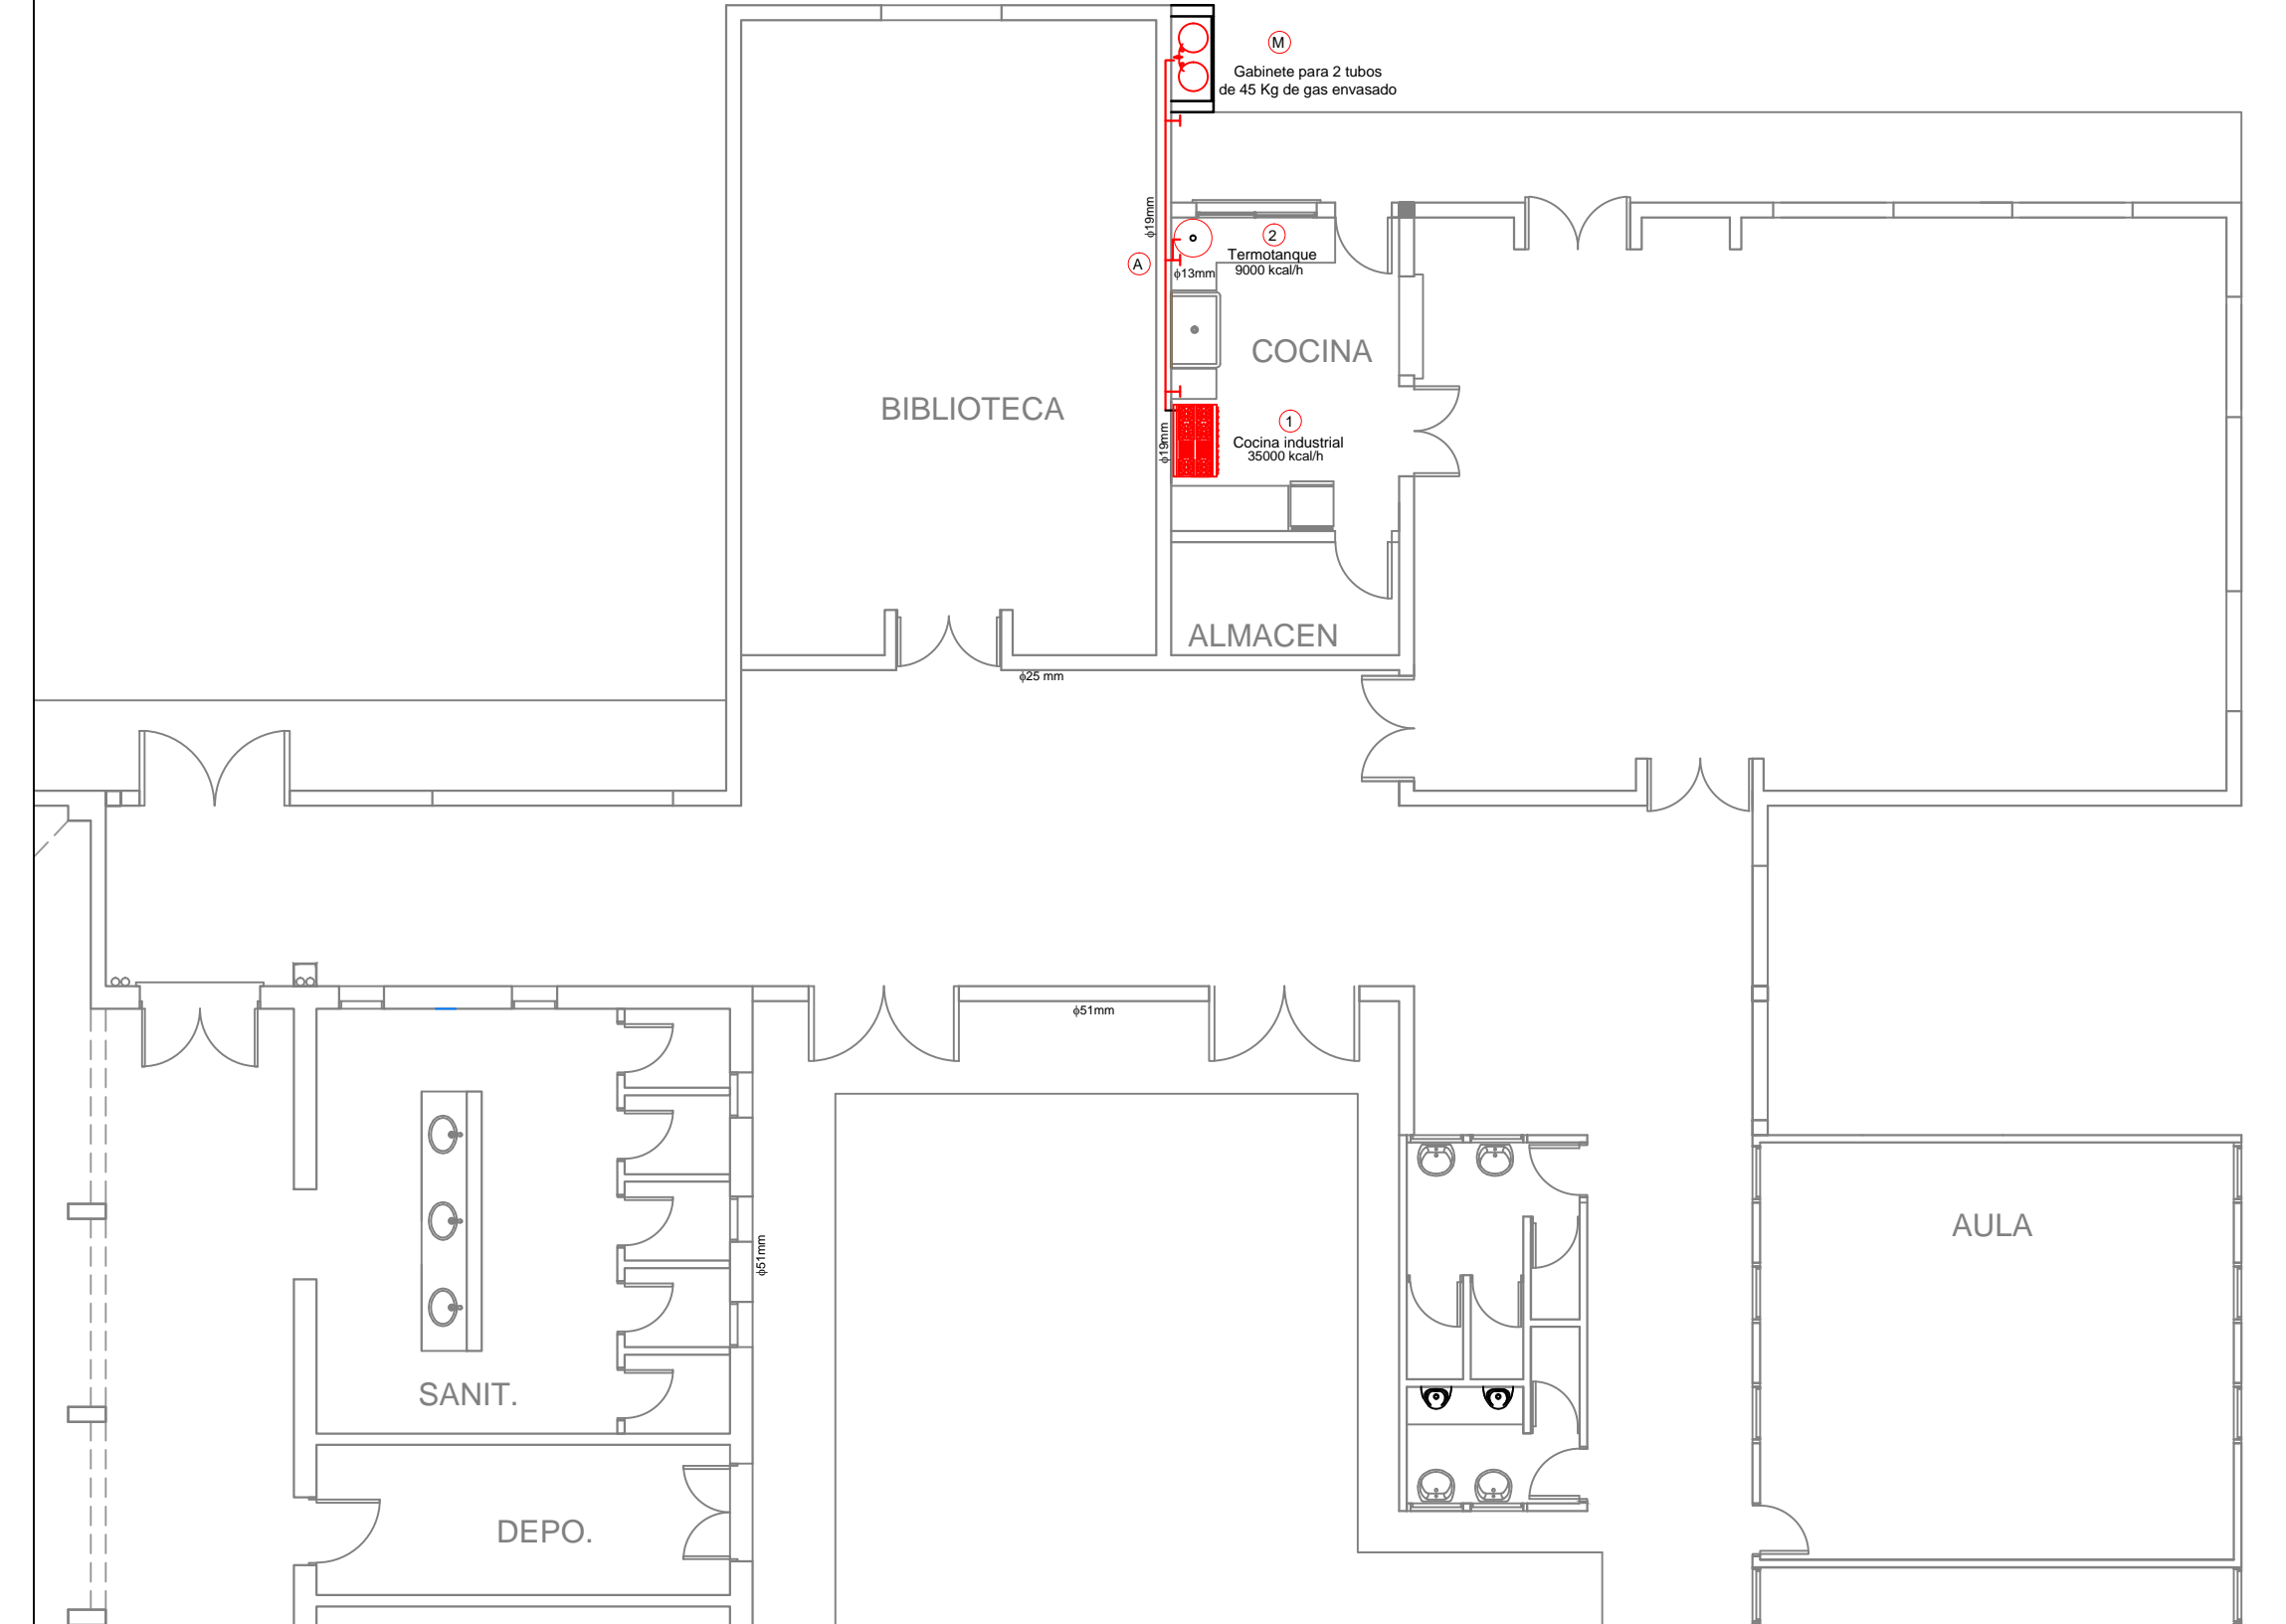 M
Gabinete para 2 tubos
de 45 Kg de gas envasado
ϕ19mm
A
2
Termotanque
9000 kcal/h
ϕ13mm
COCINA
BIBLIOTECA
1
Cocina industrial
35000 kcal/h
ϕ19mm
ALMACEN
ϕ25 mm
ϕ51mm
ϕ51mm
AULA
SANIT.
DEPO.